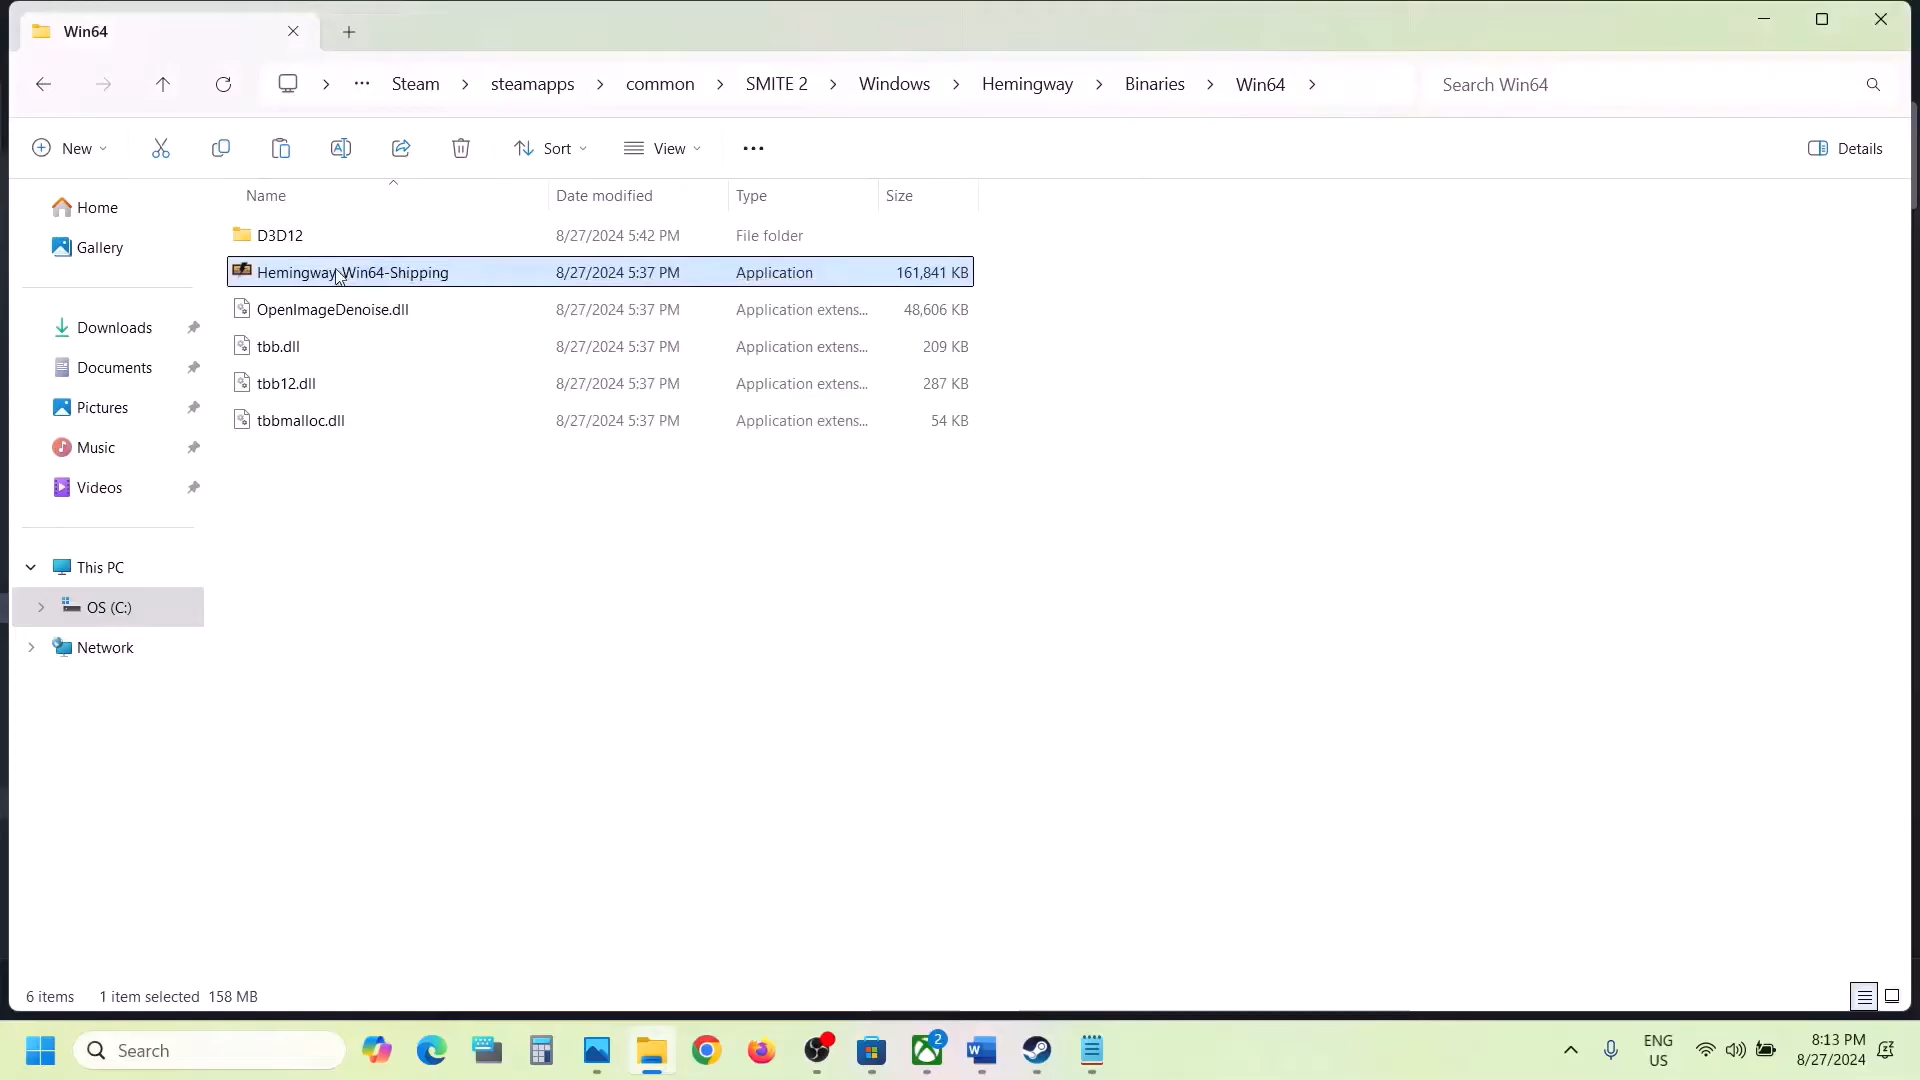 Win64
Steam > steamapps > common > SMITE 2 > Windows > Hemingway > Binaries > Win64 >
Search Win64
New
Sort
View
Details
Name Date modified Type Size
Home
Gallery
Downloads
Documents
Pictures
Music
Videos
This PC
OS (C:)
Network
D3D12 8/27/2024 5:42 PM File folder
Hemingway-Win64-Shipping 8/27/2024 5:37 PM Application 161,841 KB
OpenImageDenoise.dll 8/27/2024 5:37 PM Application extens... 48,606 KB
tbb.dll 8/27/2024 5:37 PM Application extens... 209 KB
tbb12.dll 8/27/2024 5:37 PM Application extens... 287 KB
tbbmalloc.dll 8/27/2024 5:37 PM Application extens... 54 KB
6 items 1 item selected 158 MB
Search
2
ENG
US
8:13 PM
8/27/2024